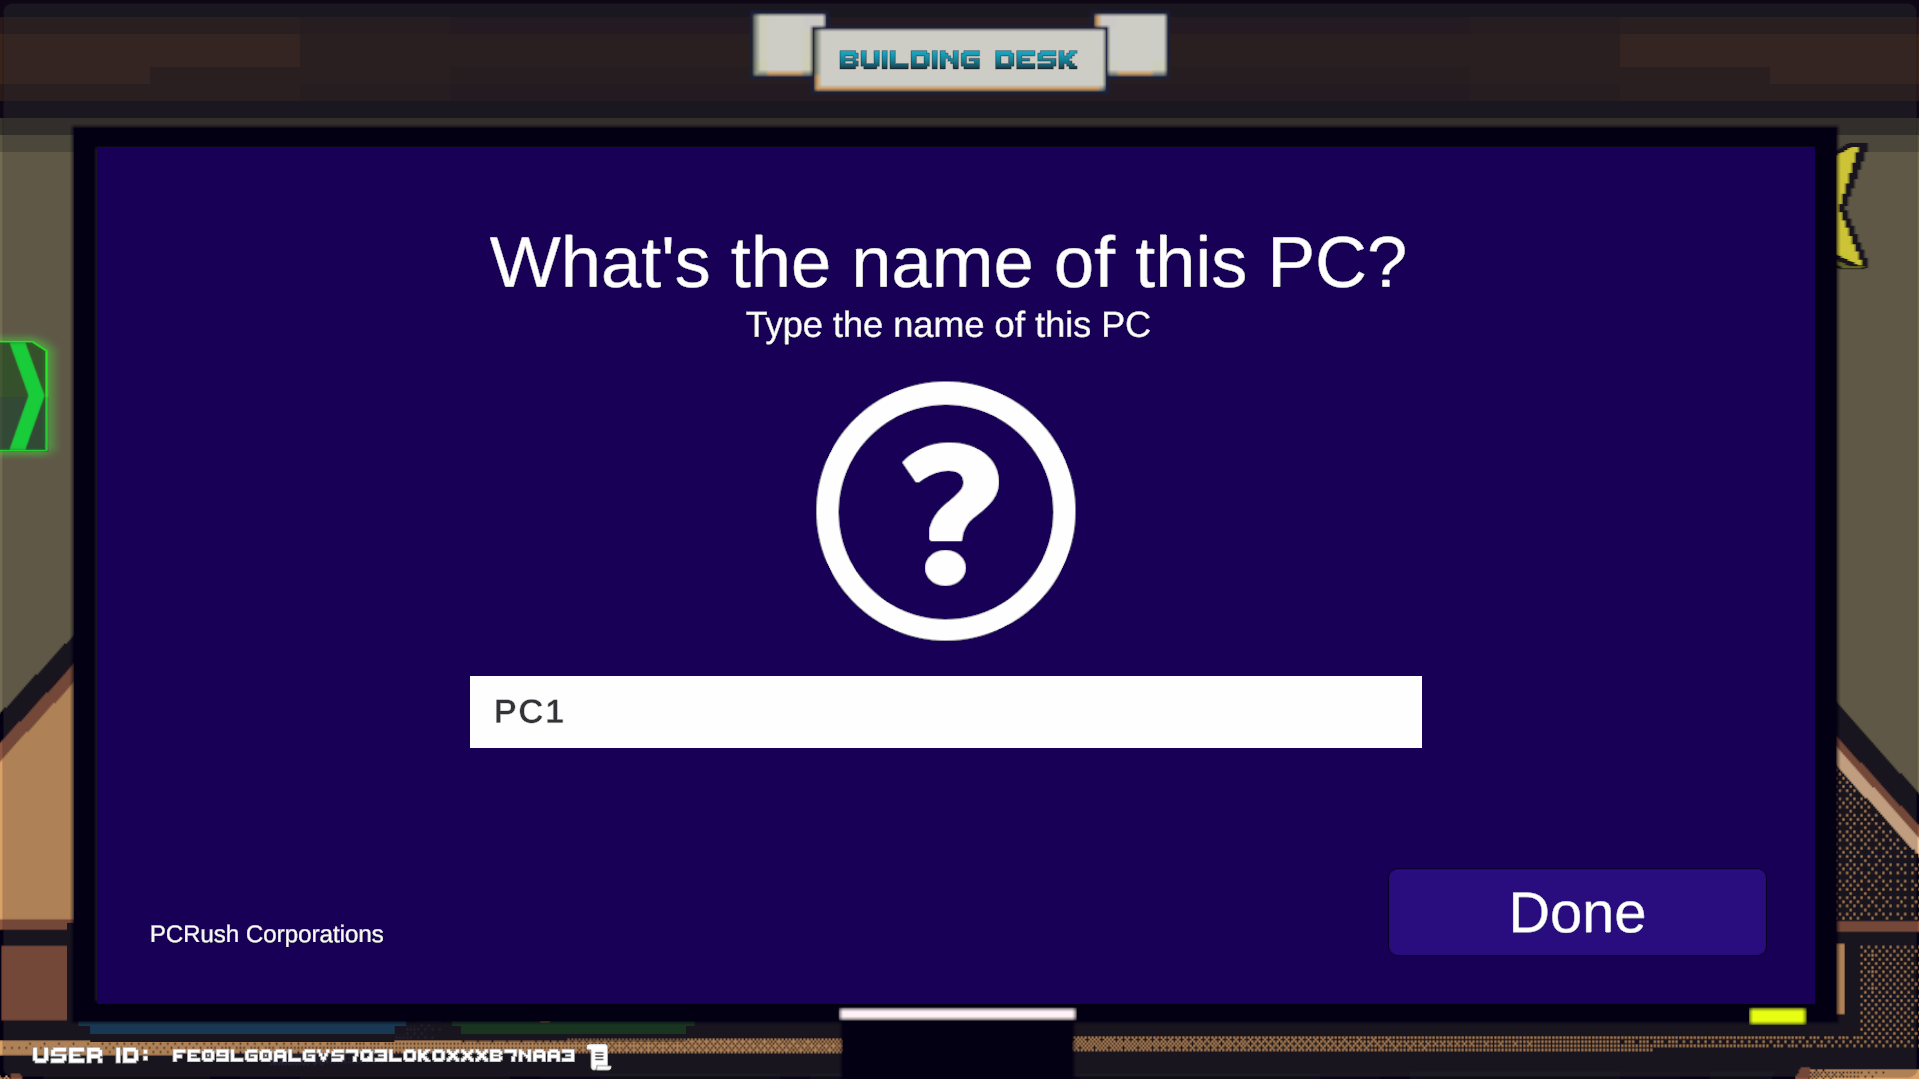 BUILDING DESK
What's the name of this PC?
Type the name of this PC
?
PC1
Done
PCRush Corporations
USER ID: